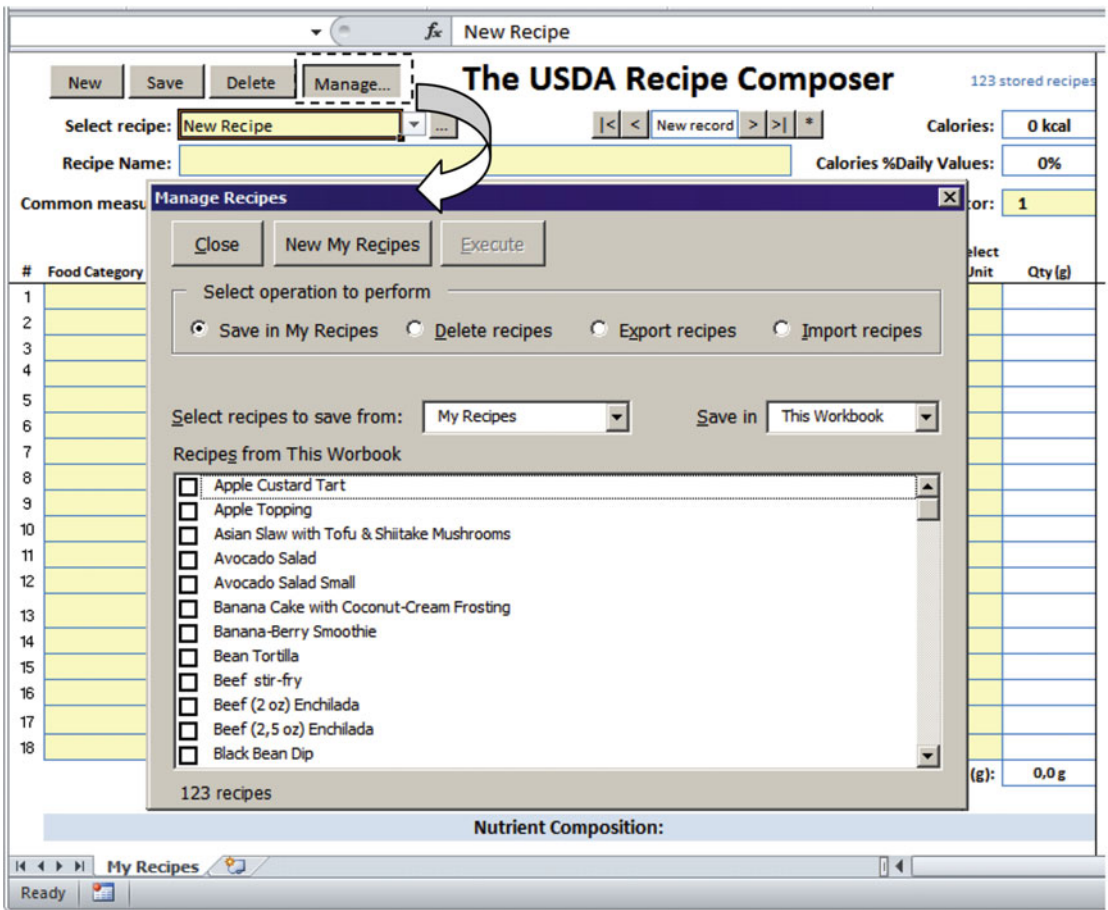 fx New Recipe
New Save Delete Manage... The USDA Recipe Composer 123 stored recipes
Select recipe: New Recipe ... |< < New record > >| * Calories: 0 kcal
Recipe Name: Calories %Daily Values: 0%
Common measu tor: 1
Manage Recipes
Close New My Recipes Execute
elect
# Food Category Unit Qty (g)
Select operation to perform
Save in My Recipes Delete recipes Export recipes Import recipes
Select recipes to save from: My Recipes Save in This Workbook
Recipes from This Worbook
Apple Custard Tart
Apple Topping
Asian Slaw with Tofu & Shiitake Mushrooms
Avocado Salad
Avocado Salad Small
Banana Cake with Coconut-Cream Frosting
Banana-Berry Smoothie
Bean Tortilla
Beef stir-fry
Beef (2 oz) Enchilada
Beef (2,5 oz) Enchilada
Black Bean Dip
123 recipes
1
2
3
4
5
6
7
8
9
10
11
12
13
14
15
16
17
18
(g): 0,0 g
Nutrient Composition:
My Recipes
Ready